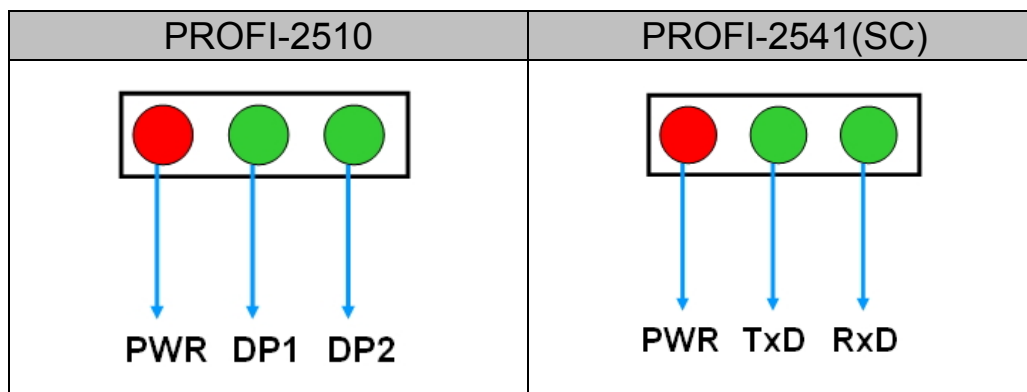 PROFI-2510
PROFI-2541(SC)
PWR DP1 DP2
PWR TxD RxD